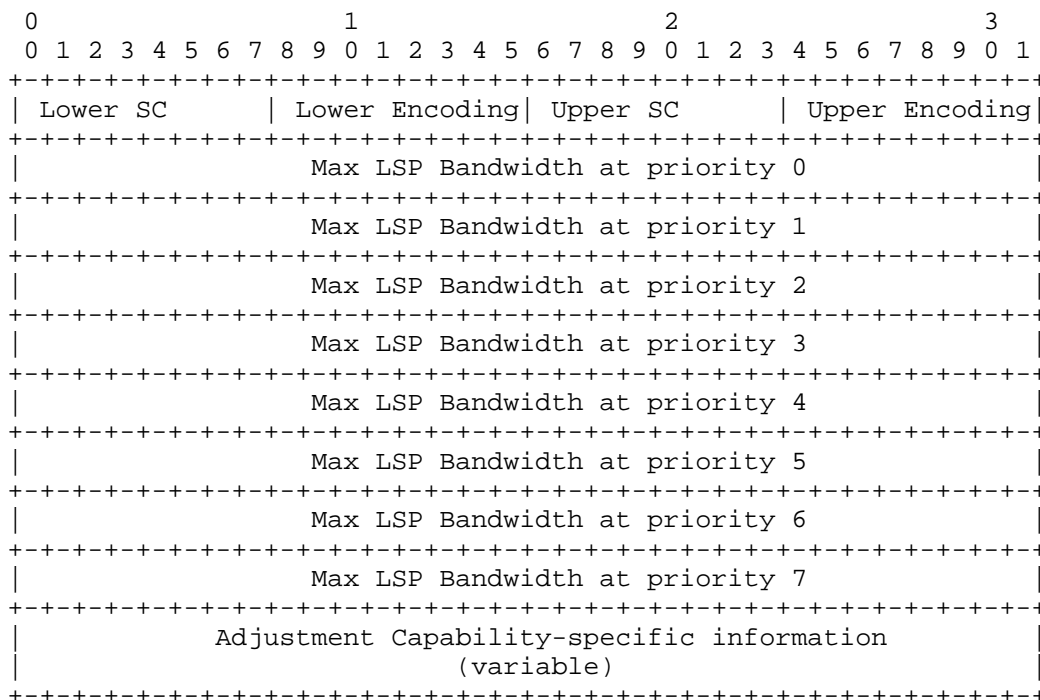 0                   1                   2                   3
 0 1 2 3 4 5 6 7 8 9 0 1 2 3 4 5 6 7 8 9 0 1 2 3 4 5 6 7 8 9 0 1
+-+-+-+-+-+-+-+-+-+-+-+-+-+-+-+-+-+-+-+-+-+-+-+-+-+-+-+-+-+-+-+-+
| Lower SC      | Lower Encoding| Upper SC      | Upper Encoding|
+-+-+-+-+-+-+-+-+-+-+-+-+-+-+-+-+-+-+-+-+-+-+-+-+-+-+-+-+-+-+-+-+
|                  Max LSP Bandwidth at priority 0              |
+-+-+-+-+-+-+-+-+-+-+-+-+-+-+-+-+-+-+-+-+-+-+-+-+-+-+-+-+-+-+-+-+
|                  Max LSP Bandwidth at priority 1              |
+-+-+-+-+-+-+-+-+-+-+-+-+-+-+-+-+-+-+-+-+-+-+-+-+-+-+-+-+-+-+-+-+
|                  Max LSP Bandwidth at priority 2              |
+-+-+-+-+-+-+-+-+-+-+-+-+-+-+-+-+-+-+-+-+-+-+-+-+-+-+-+-+-+-+-+-+
|                  Max LSP Bandwidth at priority 3              |
+-+-+-+-+-+-+-+-+-+-+-+-+-+-+-+-+-+-+-+-+-+-+-+-+-+-+-+-+-+-+-+-+
|                  Max LSP Bandwidth at priority 4              |
+-+-+-+-+-+-+-+-+-+-+-+-+-+-+-+-+-+-+-+-+-+-+-+-+-+-+-+-+-+-+-+-+
|                  Max LSP Bandwidth at priority 5              |
+-+-+-+-+-+-+-+-+-+-+-+-+-+-+-+-+-+-+-+-+-+-+-+-+-+-+-+-+-+-+-+-+
|                  Max LSP Bandwidth at priority 6              |
+-+-+-+-+-+-+-+-+-+-+-+-+-+-+-+-+-+-+-+-+-+-+-+-+-+-+-+-+-+-+-+-+
|                  Max LSP Bandwidth at priority 7              |
+-+-+-+-+-+-+-+-+-+-+-+-+-+-+-+-+-+-+-+-+-+-+-+-+-+-+-+-+-+-+-+-+
|            Adjustment Capability-specific information         |
|                           (variable)                          |
+-+-+-+-+-+-+-+-+-+-+-+-+-+-+-+-+-+-+-+-+-+-+-+-+-+-+-+-+-+-+-+-+